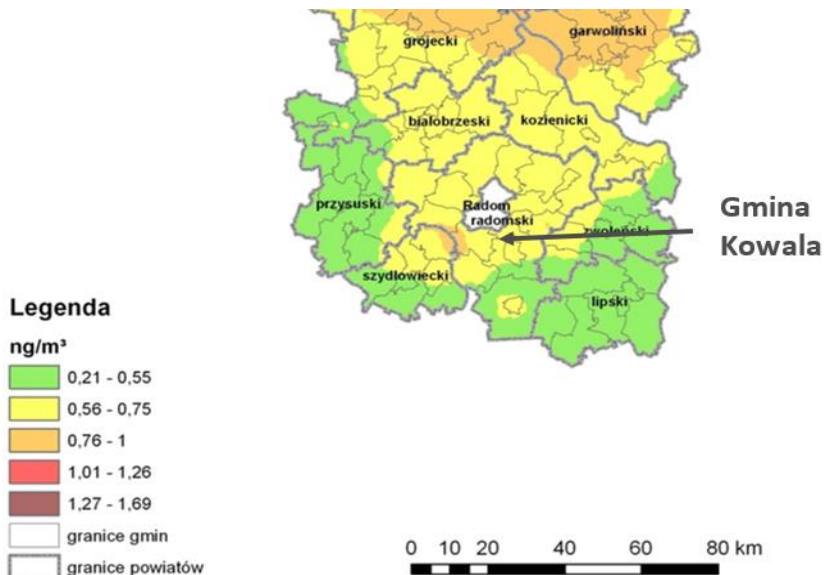 grojecki
garwoliński
białobrzeski
kozienicki
przysuski
Radom
radomski
zwoleński
szydłowiecki
lipski
Gmina
Kowala
Legenda
ng/m³
0,21 - 0,55
0,56 - 0,75
0,76 - 1
1,01 - 1,26
1,27 - 1,69
granice gmin
granice powiatów
0 10 20 40 60 80 km